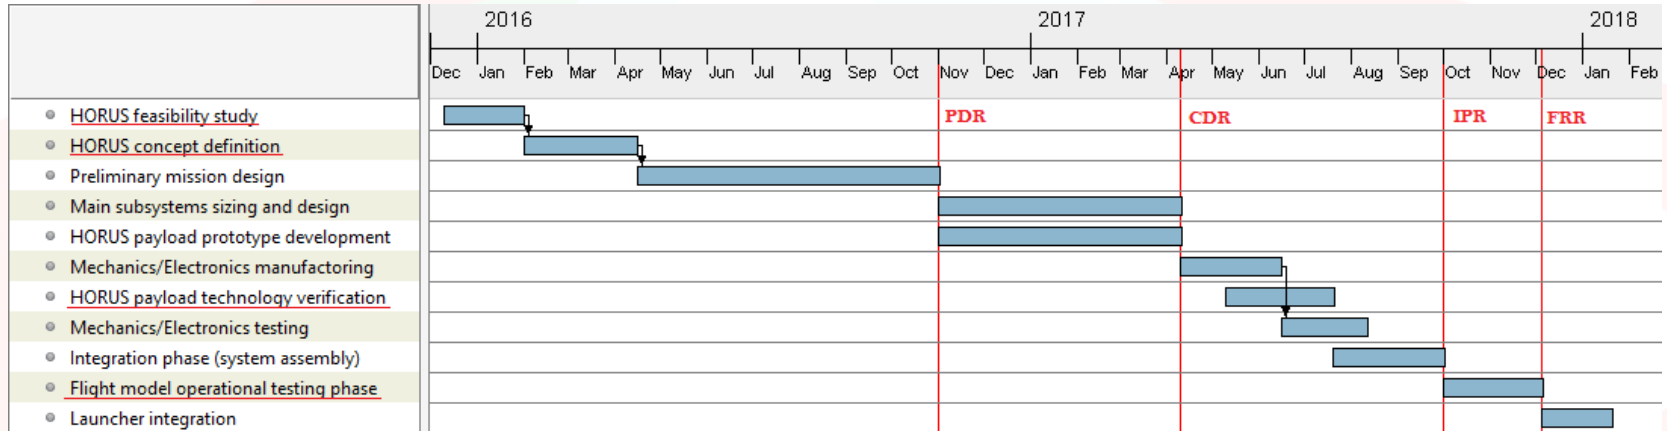 2016 2017 2018
Dec Jan Feb Mar Apr May Jun Jul Aug Sep Oct Nov Dec Jan Feb Mar Apr May Jun Jul Aug Sep Oct Nov Dec Jan Feb
HORUS feasibility study PDR CDR IPR FRR
HORUS concept definition
Preliminary mission design
Main subsystems sizing and design
HORUS payload prototype development
Mechanics/Electronics manufactoring
HORUS payload technology verification
Mechanics/Electronics testing
Integration phase (system assembly)
Flight model operational testing phase
Launcher integration